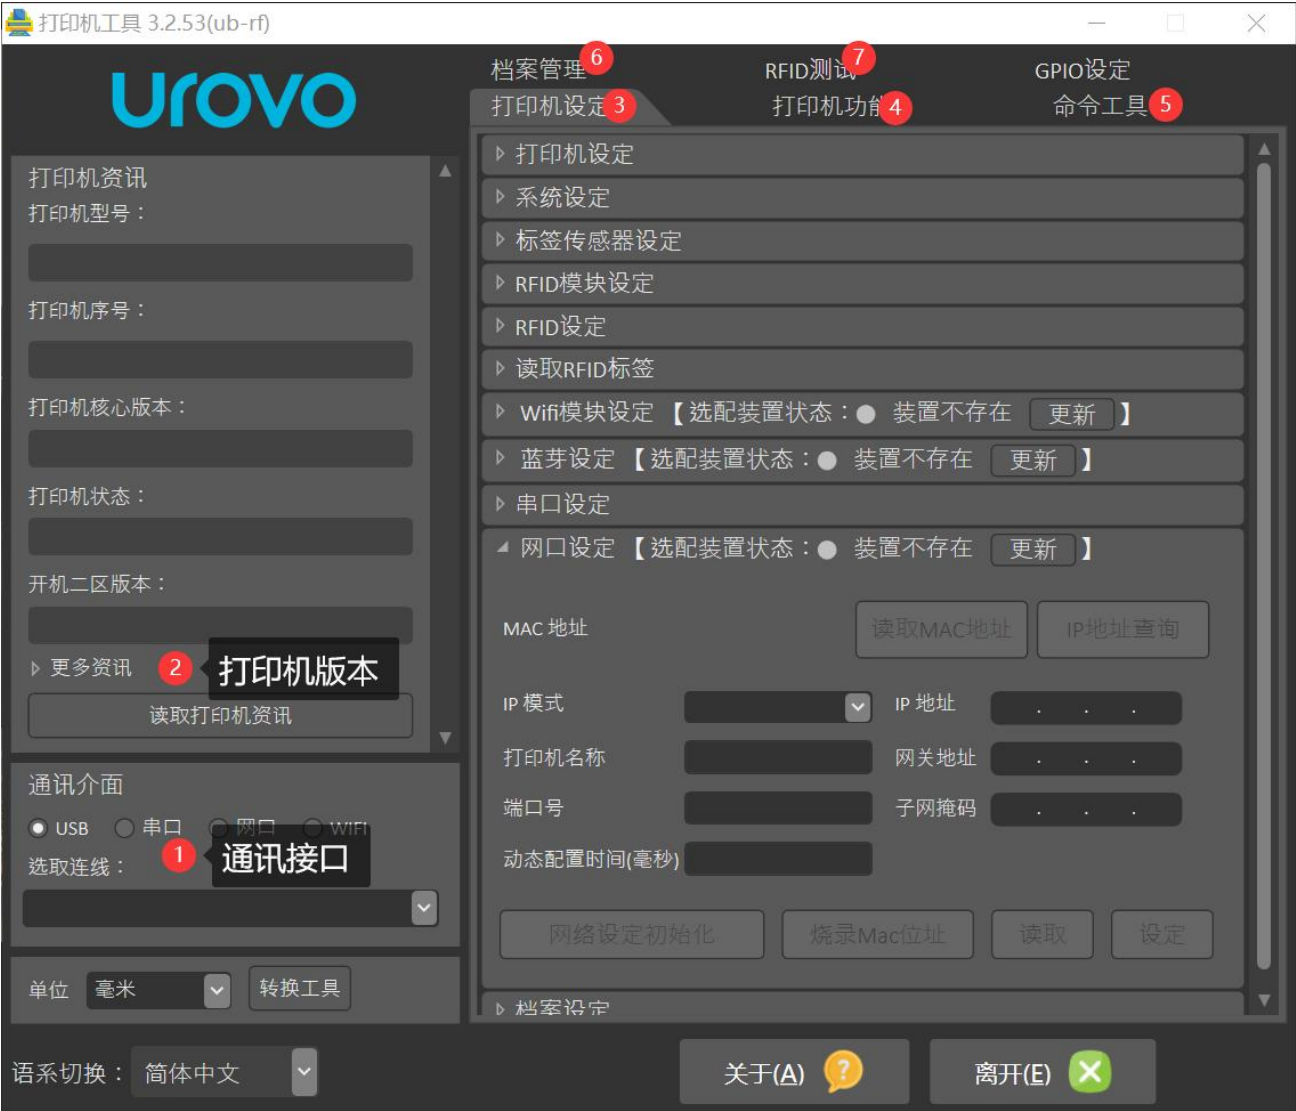 打印机工具 3.2.53(ub-rf)
urovo
档案管理 6
RFID测试 7
GPIO设定
打印机设定 3
打印机功能 4
命令工具 5
打印机资讯
打印机型号：
打印机序号：
打印机核心版本：
打印机状态：
开机二区版本：
更多资讯 2 打印机版本
读取打印机资讯
通讯介面
USB 串口 网口 WIFI
1 通讯接口
选取连线：
单位 毫米 转换工具
语系切换： 简体中文
打印机设定
系统设定
标签传感器设定
RFID模块设定
RFID设定
读取RFID标签
Wifi模块设定 【选配装置状态：● 装置不存在 更新 】
蓝芽设定 【选配装置状态：● 装置不存在 更新 】
串口设定
网口设定 【选配装置状态：● 装置不存在 更新 】
MAC 地址 读取MAC地址 IP地址查询
IP 模式 IP 地址 . . .
打印机名称 网关地址 . . .
端口号 子网掩码 . . .
动态配置时间(毫秒)
网络设定初始化 烧录Mac位址 读取 设定
档案设定
关于(A) ?
离开(E)